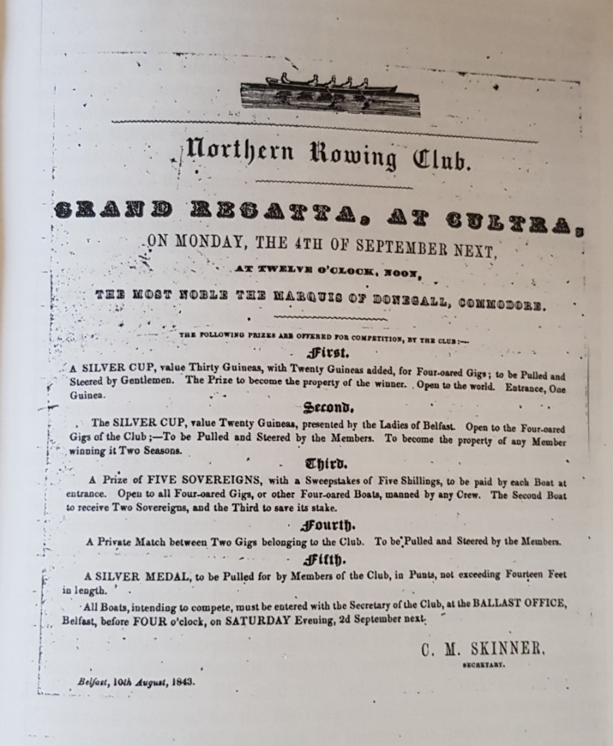 Northern Rowing Club.
GRAND REGATTA, AT CULTRA,
ON MONDAY, THE 4TH OF SEPTEMBER NEXT,
AT TWELVE O'CLOCK, NOON,
THE MOST NOBLE THE MARQUIS OF DONEGALL, COMMODORE.
THE FOLLOWING PRIZES ARE OFFERED FOR COMPETITION, BY THE CLUB:—
First.
A SILVER CUP, value Thirty Guineas, with Twenty Guineas added, for Four-oared Gigs; to be Pulled and
Steered by Gentlemen. The Prize to become the property of the winner. Open to the world. Entrance, One
Guinea.
Second.
The SILVER CUP, value Twenty Guineas, presented by the Ladies of Belfast. Open to the Four-oared
Gigs of the Club;—To be Pulled and Steered by the Members. To become the property of any Member
winning it Two Seasons.
Third.
A Prize of FIVE SOVEREIGNS, with a Sweepstakes of Five Shillings, to be paid by each Boat at
entrance. Open to all Four-oared Gigs, or other Four-oared Boats, manned by any Crew. The Second Boat
to receive Two Sovereigns, and the Third to save its stake.
Fourth.
A Private Match between Two Gigs belonging to the Club. To be Pulled and Steered by the Members.
Fifth.
A SILVER MEDAL, to be Pulled for by Members of the Club, in Punts, not exceeding Fourteen Feet
in length.
All Boats, intending to compete, must be entered with the Secretary of the Club, at the BALLAST OFFICE,
Belfast, before FOUR o'clock, on SATURDAY Evening, 2d September next.
C. M. SKINNER,
SECRETARY.
Belfast, 10th August, 1843.